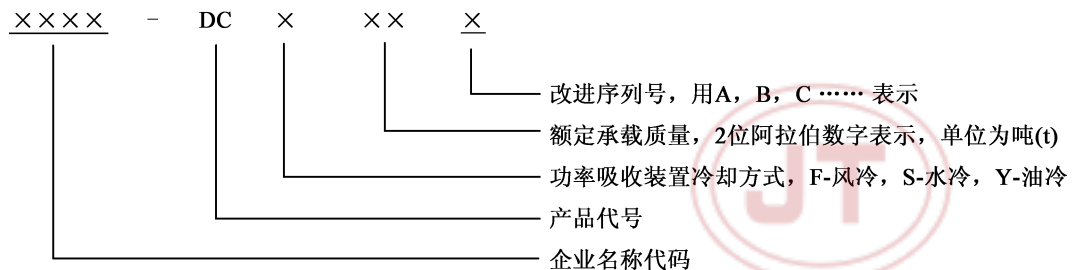 ×××× - DC × ×× ×
改进序列号，用A，B，C …… 表示
额定承载质量，2位阿拉伯数字表示，单位为吨(t)
功率吸收装置冷却方式，F-风冷，S-水冷，Y-油冷
产品代号
企业名称代码
JT